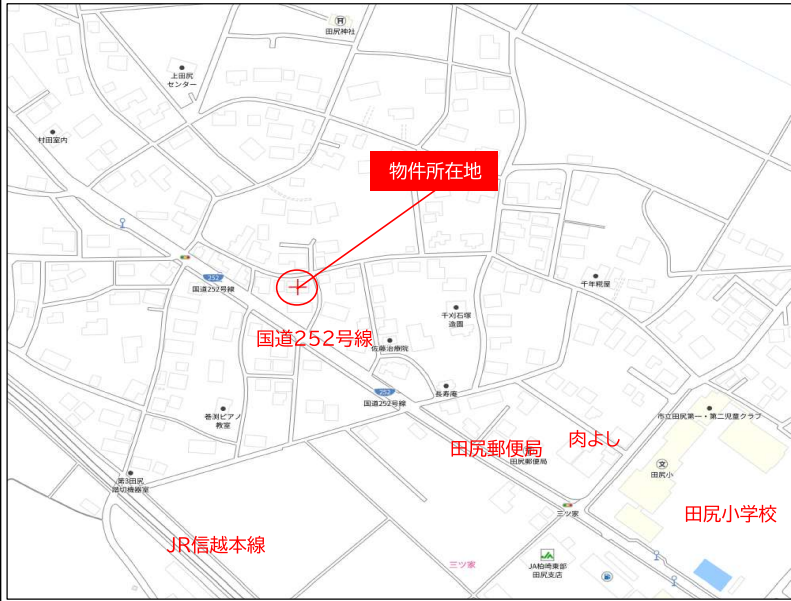 田尻神社
上田尻
センター
村田室内
物件所在地
252
国道252号線
千年糀屋
千刈石塚
造園
国道252号線
佐藤治療院
252
国道252号線
長寿庵
巻渕ピアノ
教室
市立田尻第一・第二児童クラブ
田尻郵便局
肉よし
田尻郵便局
文
田尻小
第3田尻
踏切機器室
田尻小学校
三ツ家
JR信越本線
三ツ家
JA柏崎東部
田尻支店